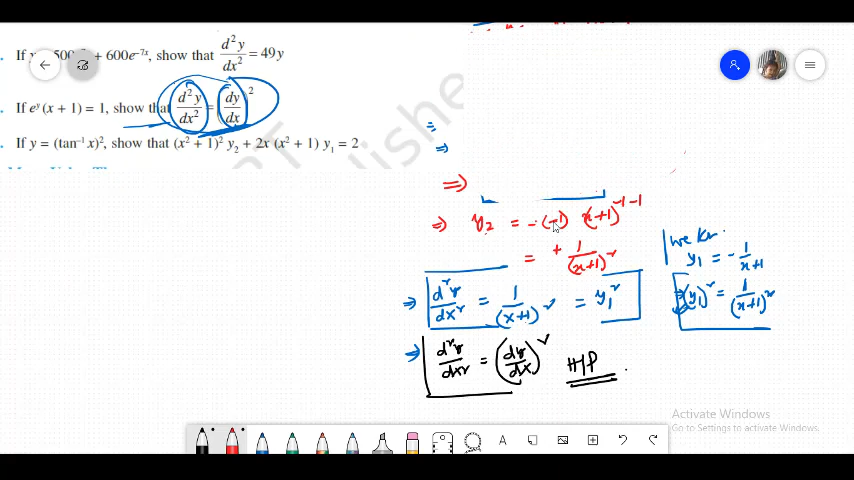 If y 500 + 600e⁻⁷ˣ, show that d²y/dx² = 49y
If eʸ (x + 1) = 1, show that d²y/dx² = (dy/dx)²
If y = (tan⁻¹ x)², show that (x² + 1)² y₂ + 2x (x² + 1) y₁ = 2
⇒
⇒
⇒
⇒ y₂ = -(-1) (x+1)⁻¹⁻¹
= + 1/(x+1)²
we kn.
y₁ = - 1/(x+1)
⇒ (y₁)² = 1/(x+1)²
⇒ d²y/dx² = 1/(x+1)² = y₁²
⇒ d²y/dx² = (dy/dx)² H/P
Activate Windows
Go to Settings to activate Windows.
A